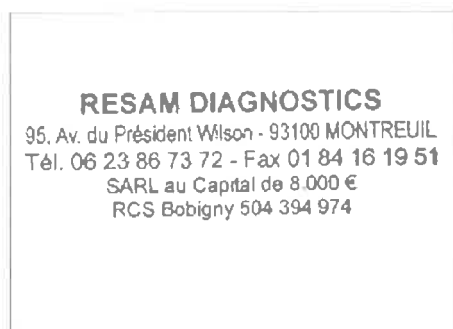 RESAM DIAGNOSTICS
95, Av. du Président Wilson - 93100 MONTREUIL
Tél. 06 23 86 73 72 - Fax 01 84 16 19 51
SARL au Capital de 8.000 €
RCS Bobigny 504 394 974